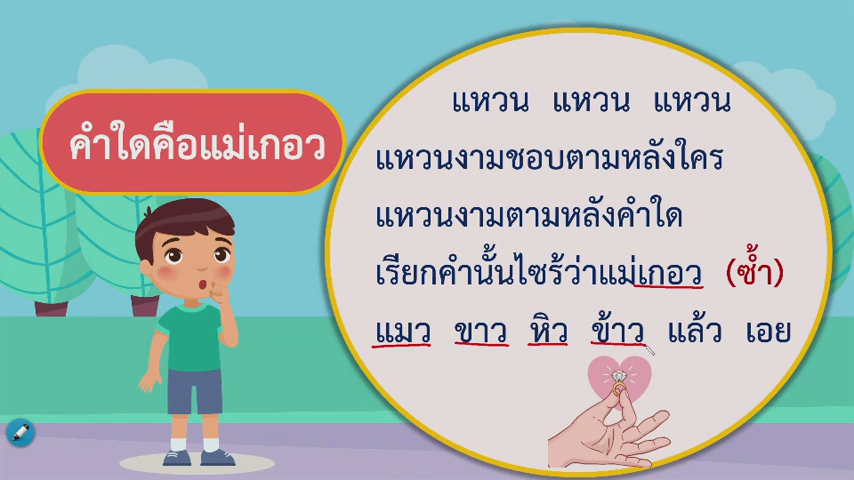 คำใดคือแม่เกอว
แหวน แหวน แหวน
แหวนงามชอบตามหลังใคร
แหวนงามตามหลังคำใด
เรียกคำนั้นไซร้ว่าแม่เกอว (ซ้ำ)
แมว ขาว หิว ข้าว แล้ว เอย